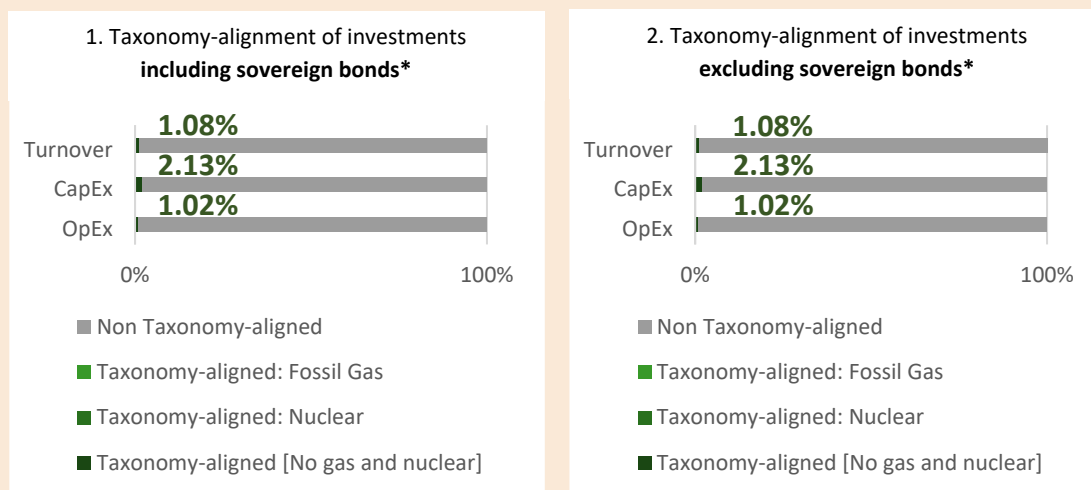 1. Taxonomy-alignment of investments
including sovereign bonds*
1.08%
Turnover
2.13%
CapEx
1.02%
OpEx
0%
100%
Non Taxonomy-aligned
Taxonomy-aligned: Fossil Gas
Taxonomy-aligned: Nuclear
Taxonomy-aligned [No gas and nuclear]
2. Taxonomy-alignment of investments
excluding sovereign bonds*
1.08%
Turnover
2.13%
CapEx
1.02%
OpEx
0%
100%
Non Taxonomy-aligned
Taxonomy-aligned: Fossil Gas
Taxonomy-aligned: Nuclear
Taxonomy-aligned [No gas and nuclear]